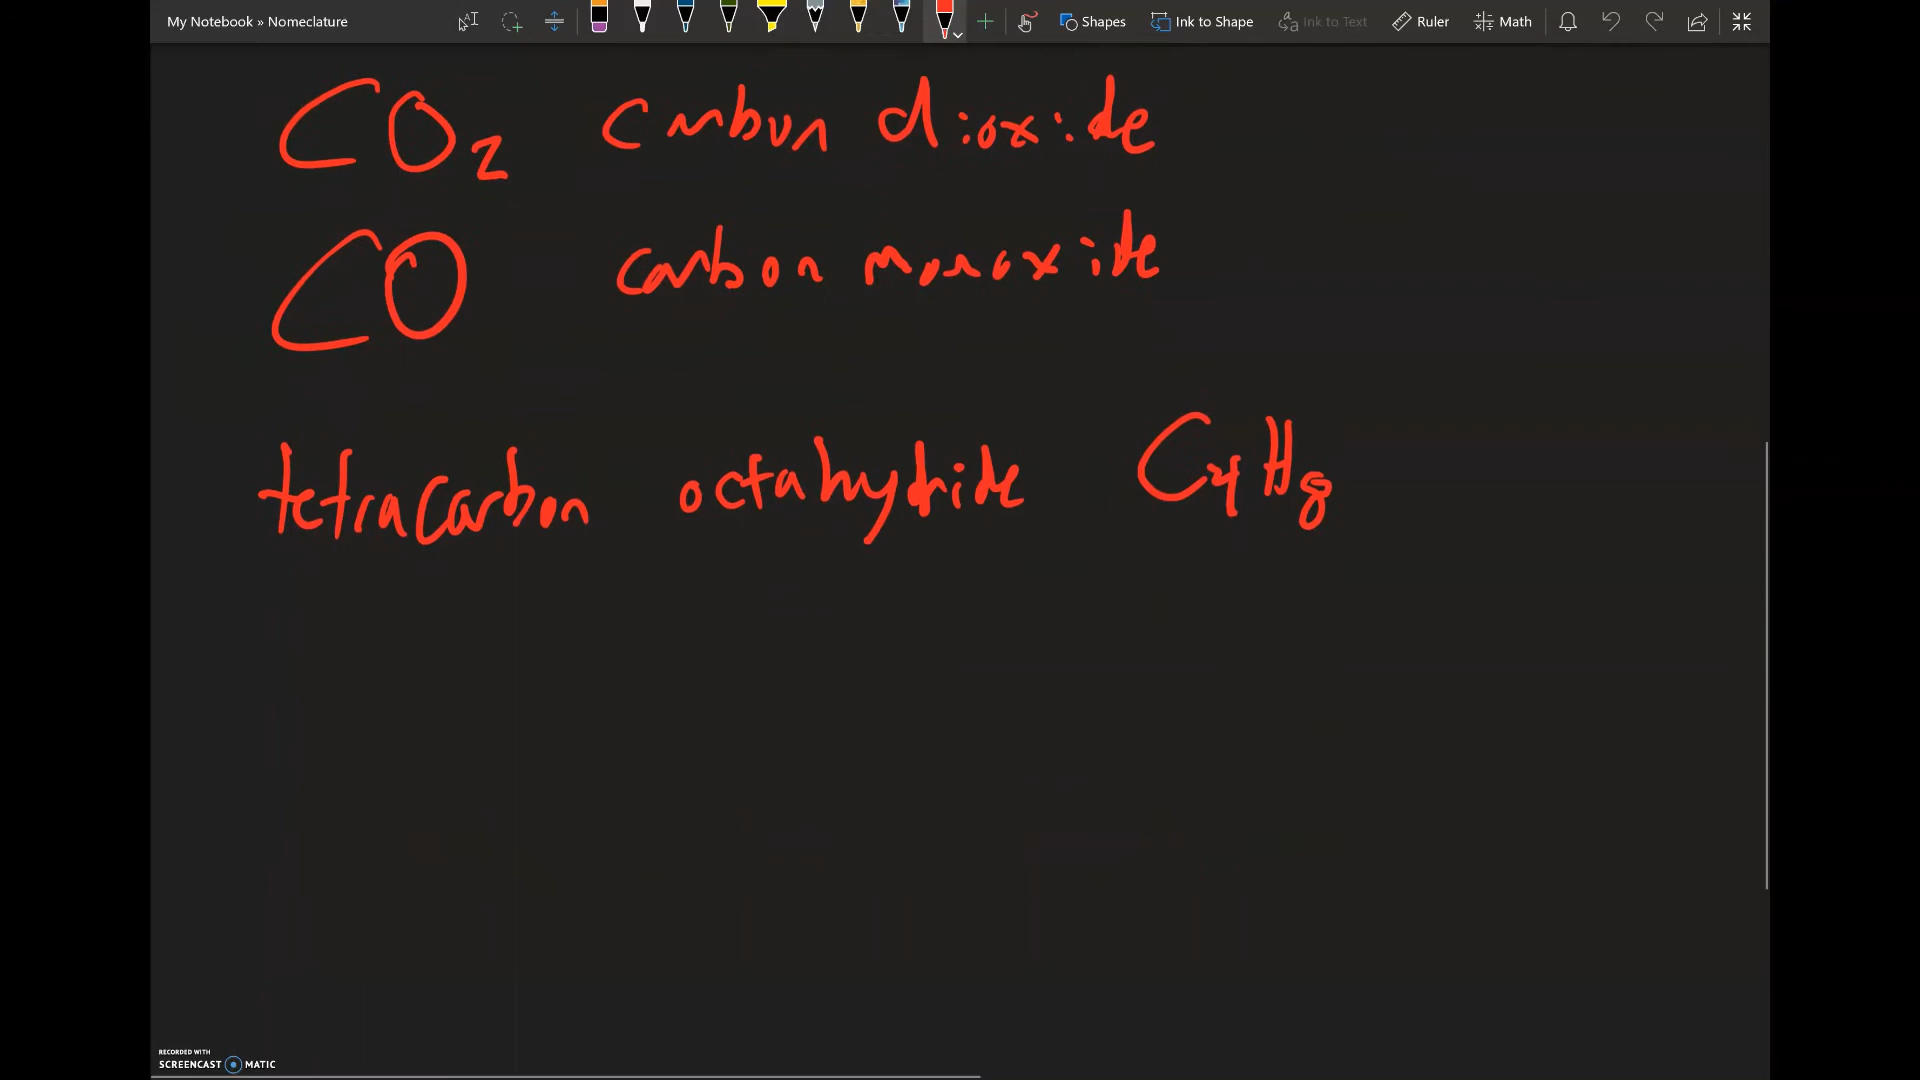 My Notebook » Nomenclature Shapes Ink to Shape Ink to Text Ruler Math
CO₂ carbon dioxide
CO carbon monoxide
tetracarbon octahydride C₄H₈
RECORDED WITH
SCREENCAST MATIC